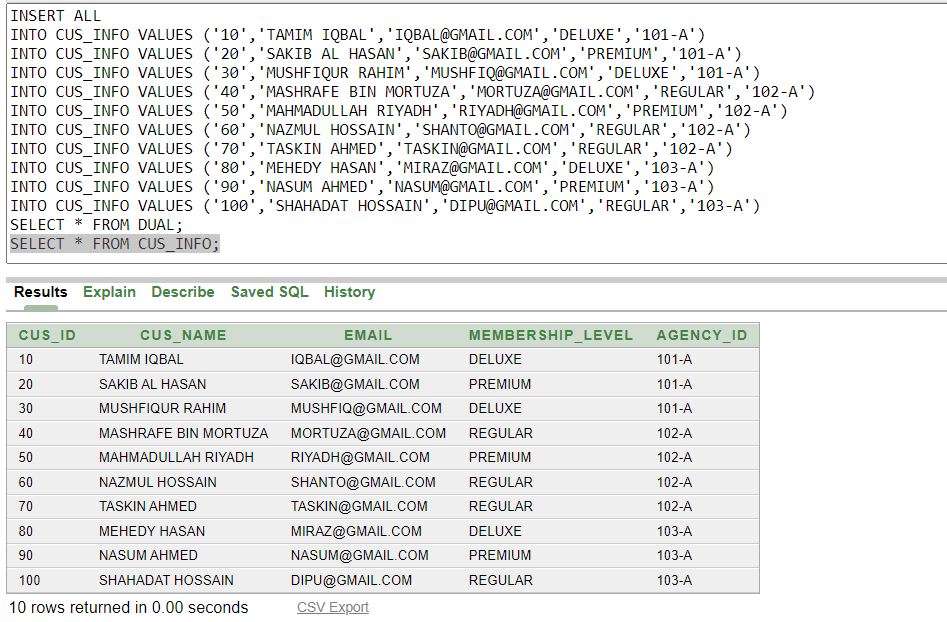 INSERT ALL
INTO CUS_INFO VALUES ('10','TAMIM IQBAL','IQBAL@GMAIL.COM','DELUXE','101-A')
INTO CUS_INFO VALUES ('20','SAKIB AL HASAN','SAKIB@GMAIL.COM','PREMIUM','101-A')
INTO CUS_INFO VALUES ('30','MUSHFIQUR RAHIM','MUSHFIQ@GMAIL.COM','DELUXE','101-A')
INTO CUS_INFO VALUES ('40','MASHRAFE BIN MORTUZA','MORTUZA@GMAIL.COM','REGULAR','102-A')
INTO CUS_INFO VALUES ('50','MAHMADULLAH RIYADH','RIYADH@GMAIL.COM','PREMIUM','102-A')
INTO CUS_INFO VALUES ('60','NAZMUL HOSSAIN','SHANTO@GMAIL.COM','REGULAR','102-A')
INTO CUS_INFO VALUES ('70','TASKIN AHMED','TASKIN@GMAIL.COM','REGULAR','102-A')
INTO CUS_INFO VALUES ('80','MEHEDY HASAN','MIRAZ@GMAIL.COM','DELUXE','103-A')
INTO CUS_INFO VALUES ('90','NASUM AHMED','NASUM@GMAIL.COM','PREMIUM','103-A')
INTO CUS_INFO VALUES ('100','SHAHADAT HOSSAIN','DIPU@GMAIL.COM','REGULAR','103-A')
SELECT * FROM DUAL;
SELECT * FROM CUS_INFO;
Results Explain Describe Saved SQL History
CUS_ID CUS_NAME EMAIL MEMBERSHIP_LEVEL AGENCY_ID
10 TAMIM IQBAL IQBAL@GMAIL.COM DELUXE 101-A
20 SAKIB AL HASAN SAKIB@GMAIL.COM PREMIUM 101-A
30 MUSHFIQUR RAHIM MUSHFIQ@GMAIL.COM DELUXE 101-A
40 MASHRAFE BIN MORTUZA MORTUZA@GMAIL.COM REGULAR 102-A
50 MAHMADULLAH RIYADH RIYADH@GMAIL.COM PREMIUM 102-A
60 NAZMUL HOSSAIN SHANTO@GMAIL.COM REGULAR 102-A
70 TASKIN AHMED TASKIN@GMAIL.COM REGULAR 102-A
80 MEHEDY HASAN MIRAZ@GMAIL.COM DELUXE 103-A
90 NASUM AHMED NASUM@GMAIL.COM PREMIUM 103-A
100 SHAHADAT HOSSAIN DIPU@GMAIL.COM REGULAR 103-A
10 rows returned in 0.00 seconds CSV Export